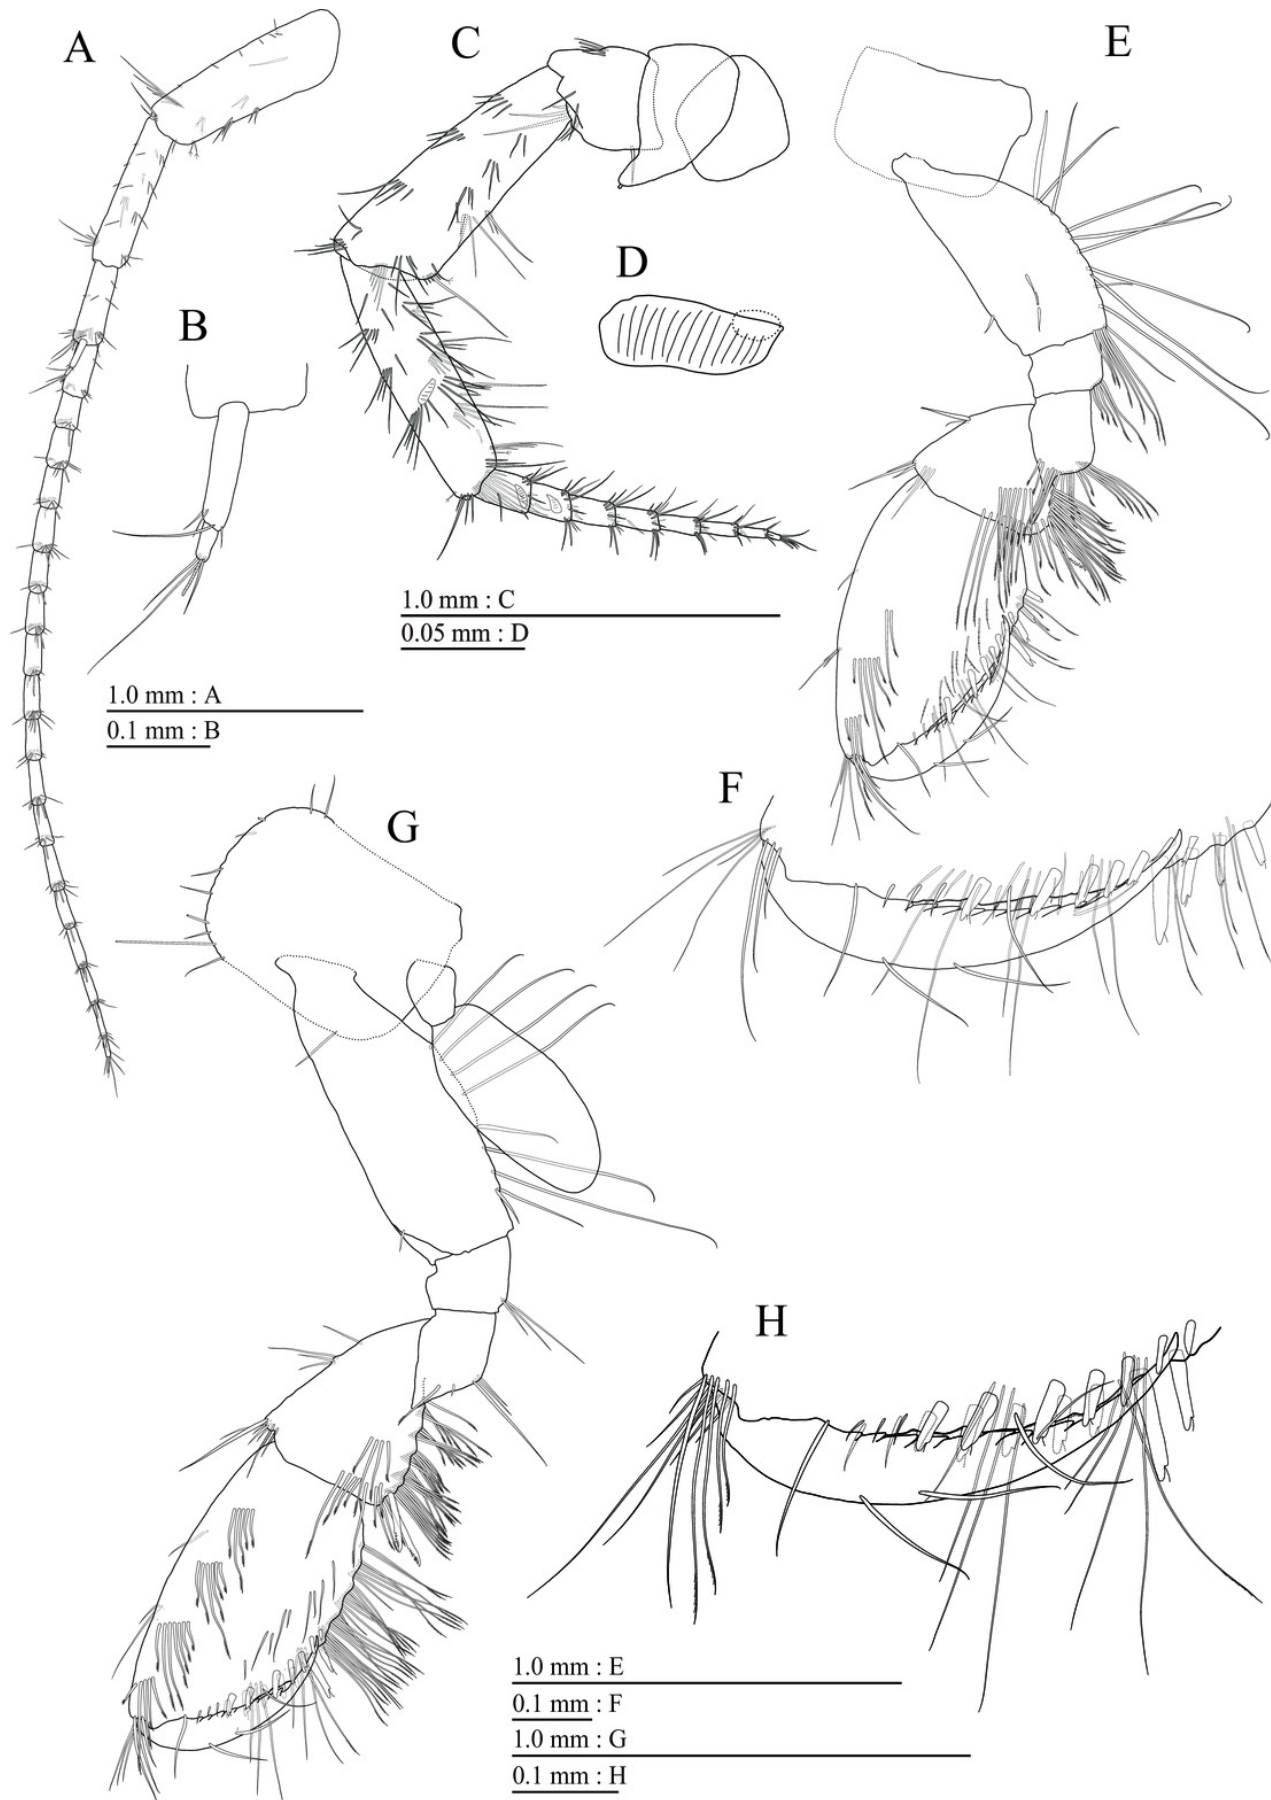 A
C
E
B
D
1.0 mm : C
0.05 mm : D
1.0 mm : A
0.1 mm : B
F
G
H
1.0 mm : E
0.1 mm : F
1.0 mm : G
0.1 mm : H